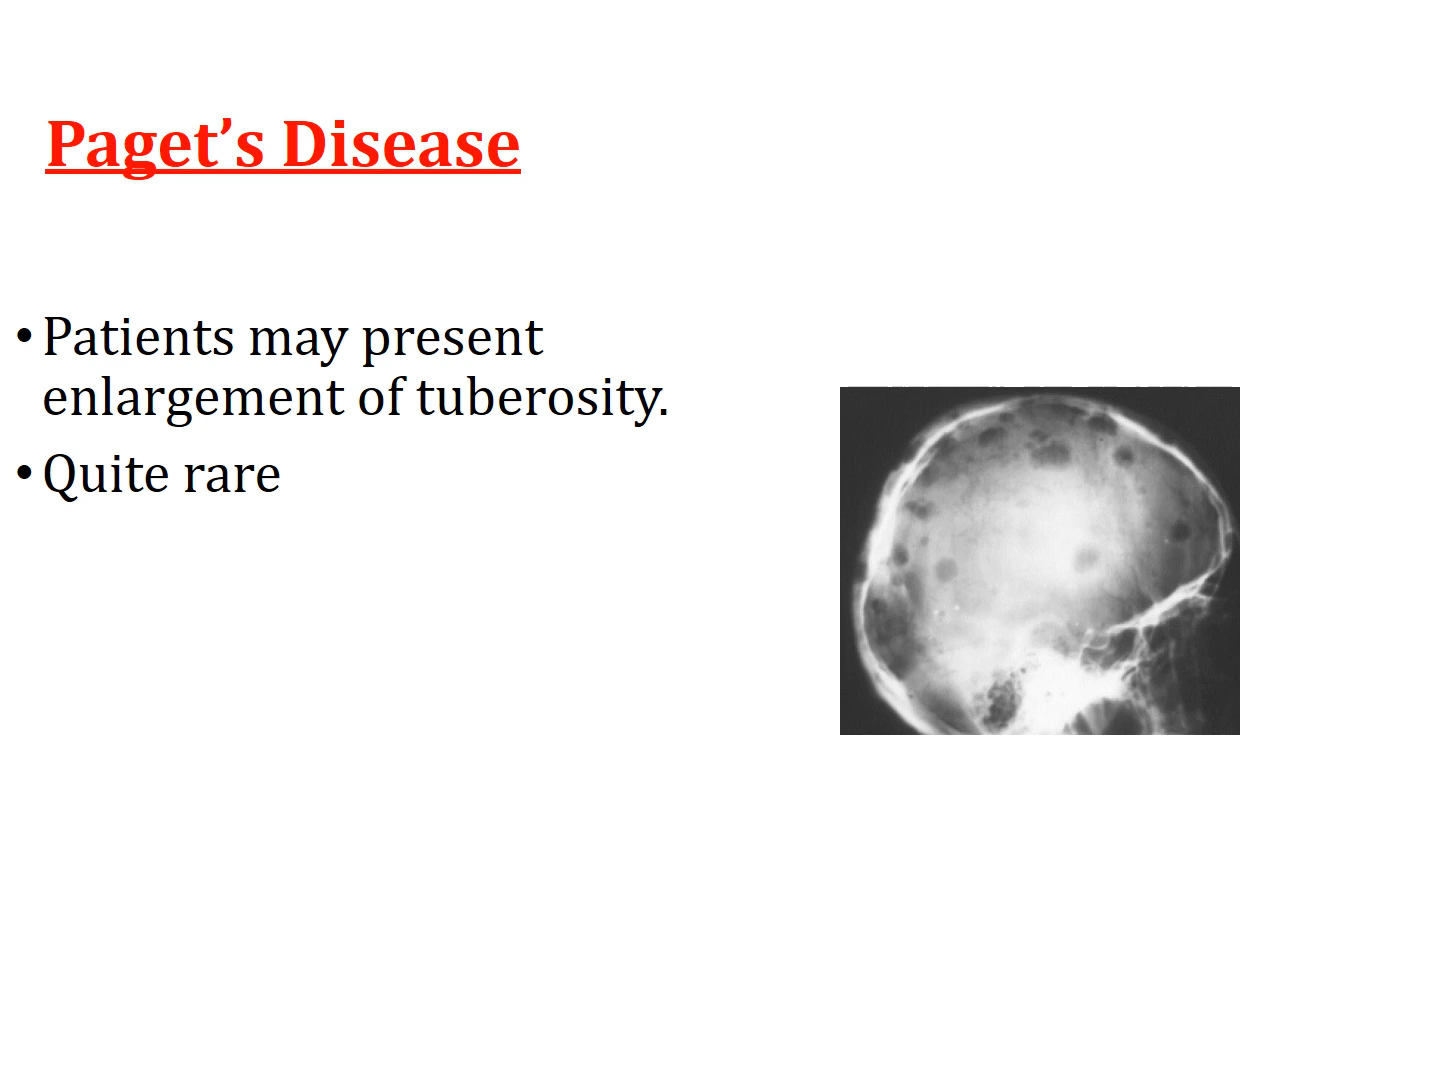 Paget’s Disease
• Patients may present
enlargement of tuberosity.
• Quite rare